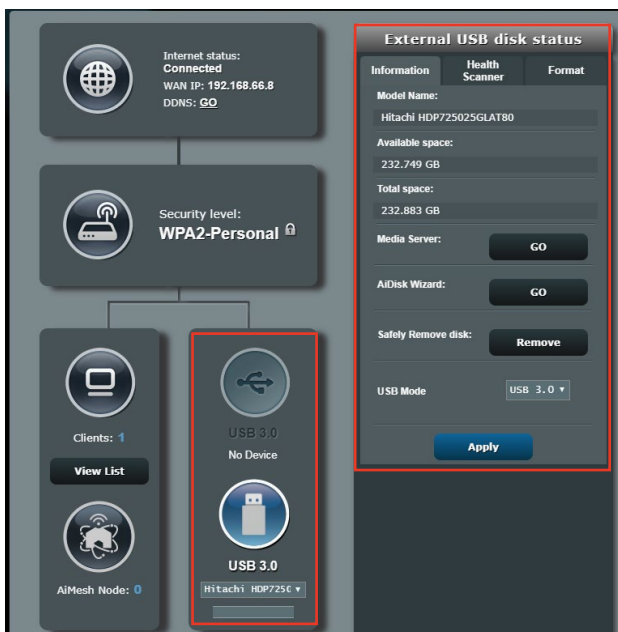 Internet status:
Connected
WAN IP: 192.168.66.8
DDNS: GO
Security level:
WPA2-Personal
Clients: 1
View List
AiMesh Node: 0
USB 3.0
No Device
USB 3.0
Hitachi HDP725C
External USB disk status
Information
Health
Scanner
Format
Model Name:
Hitachi HDP725025GLAT80
Available space:
232.749 GB
Total space:
232.883 GB
Media Server:
GO
AiDisk Wizard:
GO
Safely Remove disk:
Remove
USB Mode
USB 3.0
Apply